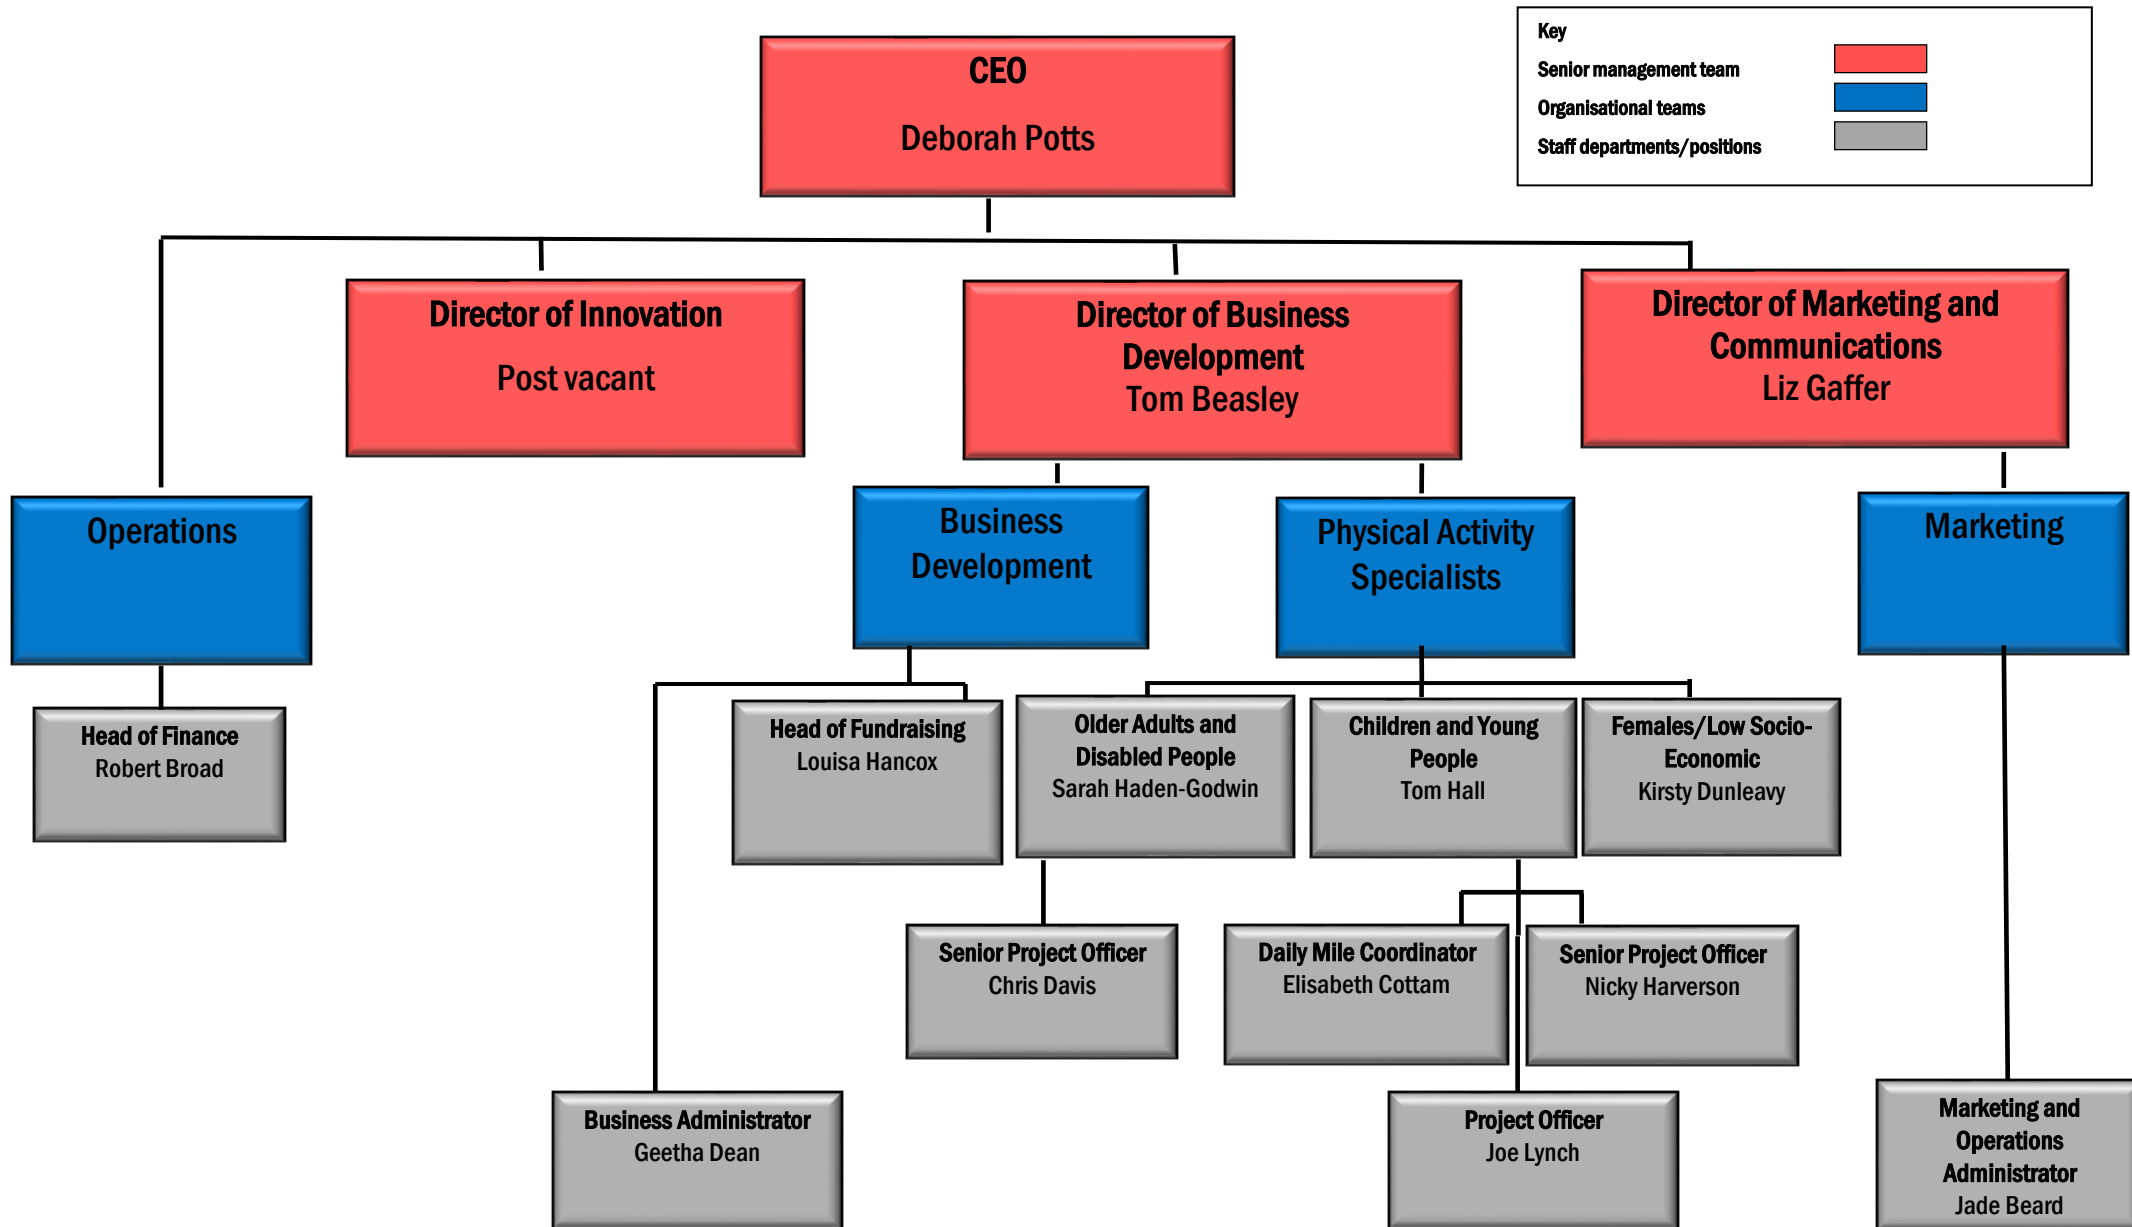 Key
Senior management team
Organisational teams
Staff departments/positions
CEO
Deborah Potts
Director of Innovation
Post vacant
Director of Business
Development
Tom Beasley
Director of Marketing and
Communications
Liz Gaffer
Operations
Business
Development
Physical Activity
Specialists
Marketing
Head of Finance
Robert Broad
Head of Fundraising
Louisa Hancox
Older Adults and
Disabled People
Sarah Haden-Godwin
Children and Young
People
Tom Hall
Females/Low Socio-
Economic
Kirsty Dunleavy
Senior Project Officer
Chris Davis
Daily Mile Coordinator
Elisabeth Cottam
Senior Project Officer
Nicky Harverson
Business Administrator
Geetha Dean
Project Officer
Joe Lynch
Marketing and
Operations
Administrator
Jade Beard